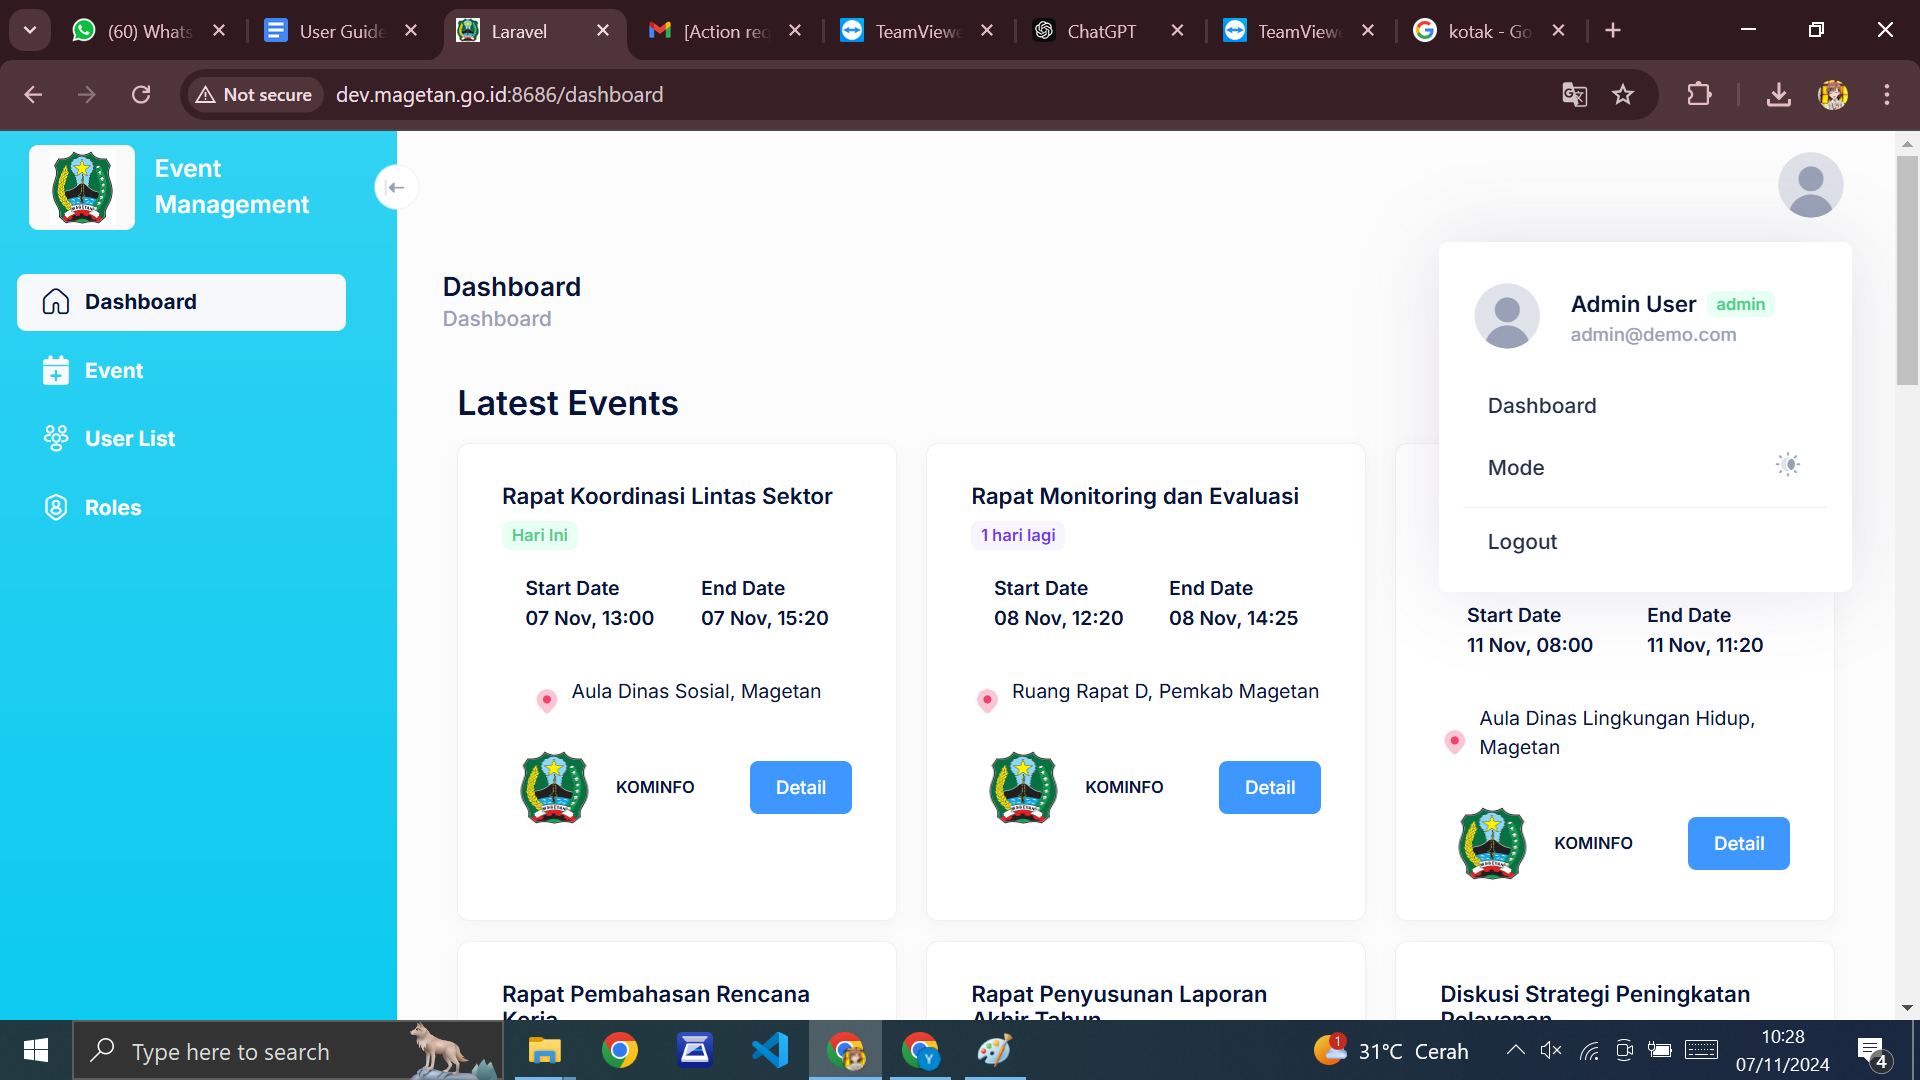 (60) Whats
User Guide
Laravel
[Action req
TeamViewe
ChatGPT
TeamViewe
kotak - Go
Not secure
dev.magetan.go.id:8686/dashboard
Event
Management
Dashboard
Event
User List
Roles
Dashboard
Dashboard
Admin User admin
admin@demo.com
Dashboard
Mode
Logout
Latest Events
Rapat Koordinasi Lintas Sektor
Hari Ini
Start Date End Date
07 Nov, 13:00 07 Nov, 15:20
Aula Dinas Sosial, Magetan
KOMINFO
Detail
Rapat Monitoring dan Evaluasi
1 hari lagi
Start Date End Date
08 Nov, 12:20 08 Nov, 14:25
Ruang Rapat D, Pemkab Magetan
KOMINFO
Detail
Start Date End Date
11 Nov, 08:00 11 Nov, 11:20
Aula Dinas Lingkungan Hidup,
Magetan
KOMINFO
Detail
Rapat Pembahasan Rencana
Kerja
Rapat Penyusunan Laporan
Akhir Tahun
Diskusi Strategi Peningkatan
Pelayanan
Type here to search
1
31°C Cerah
10:28
07/11/2024
4